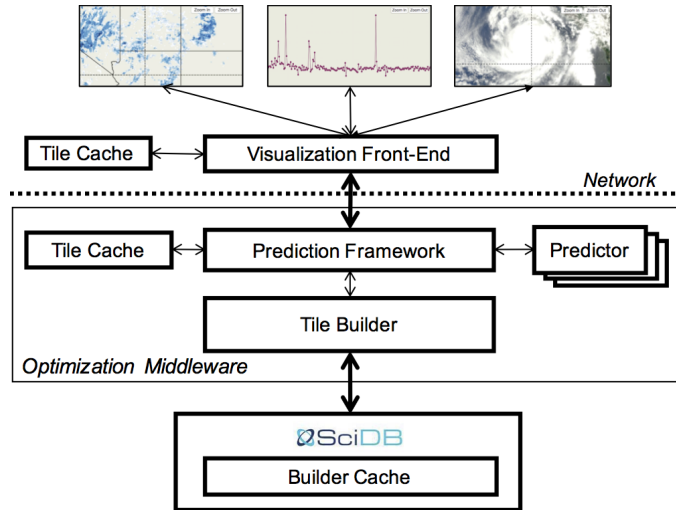 Zoom In Zoom Out
Zoom In Zoom Out
Zoom In Zoom Out
Tile Cache
Visualization Front-End
Network
Tile Cache
Prediction Framework
Predictor
Tile Builder
Optimization Middleware
SciDB
Builder Cache